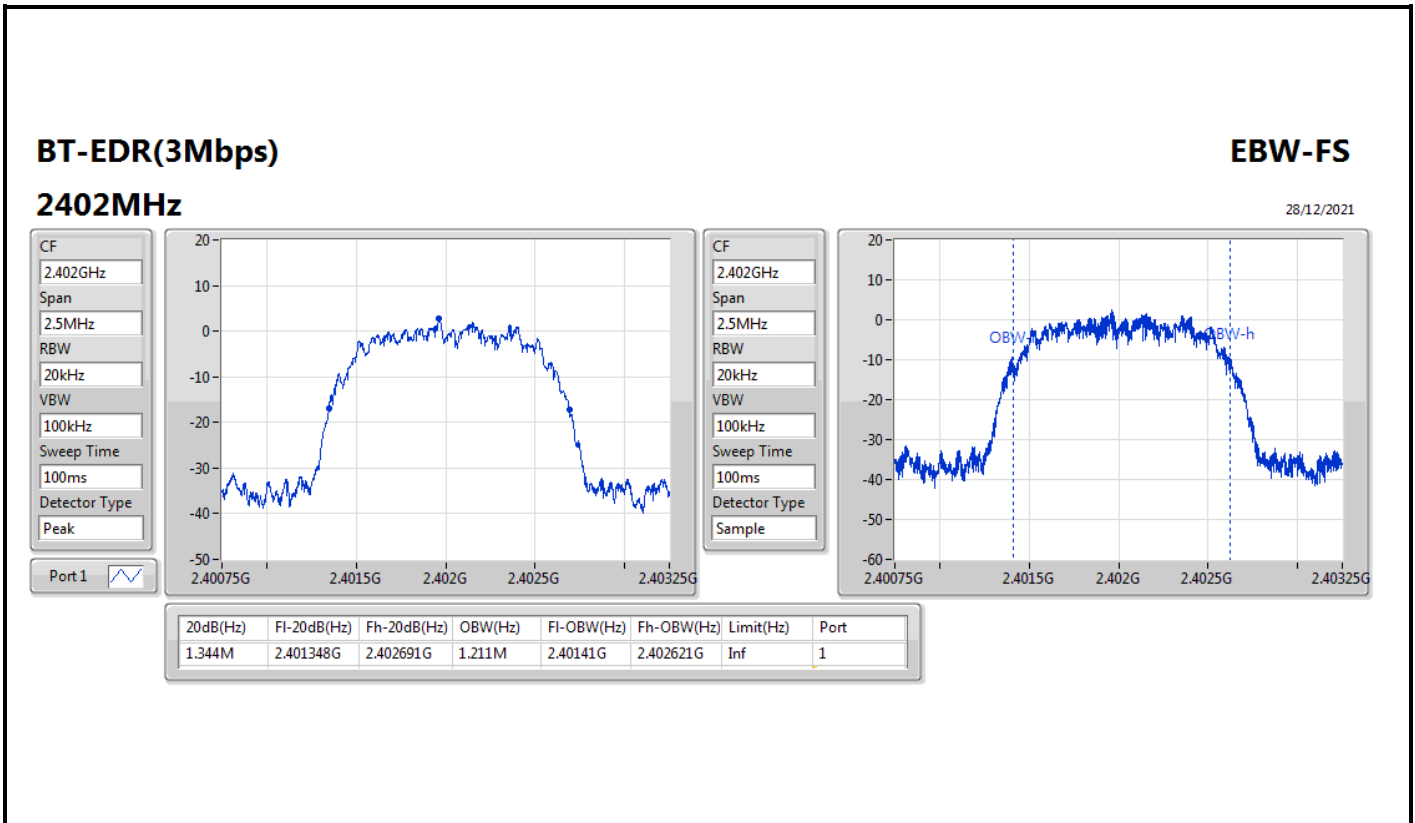 BT-EDR(3Mbps)
EBW-FS
2402MHz
28/12/2021
CF
2.402GHz
Span
2.5MHz
RBW
20kHz
VBW
100kHz
Sweep Time
100ms
Detector Type
Peak
Port 1
20
10
0
-10
-20
-30
-40
-50
2.40075G 2.4015G 2.402G 2.4025G 2.40325G
CF
2.402GHz
Span
2.5MHz
RBW
20kHz
VBW
100kHz
Sweep Time
100ms
Detector Type
Sample
20
10
0
-10
-20
-30
-40
-50
-60
OBW-h
2.40075G 2.4015G 2.402G 2.4025G 2.40325G
20dB(Hz) Fl-20dB(Hz) Fh-20dB(Hz) OBW(Hz) Fl-OBW(Hz) Fh-OBW(Hz) Limit(Hz) Port
1.344M 2.401348G 2.402691G 1.211M 2.40141G 2.402621G Inf 1